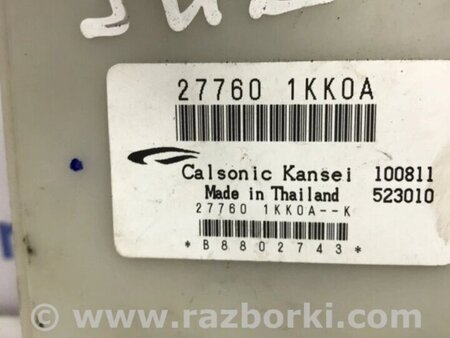 27760 1KK0A
Calsonic Kansei 100811
Made in Thailand 523010
27760 1KK0A--K
*B8802743*
© www.razborki.com